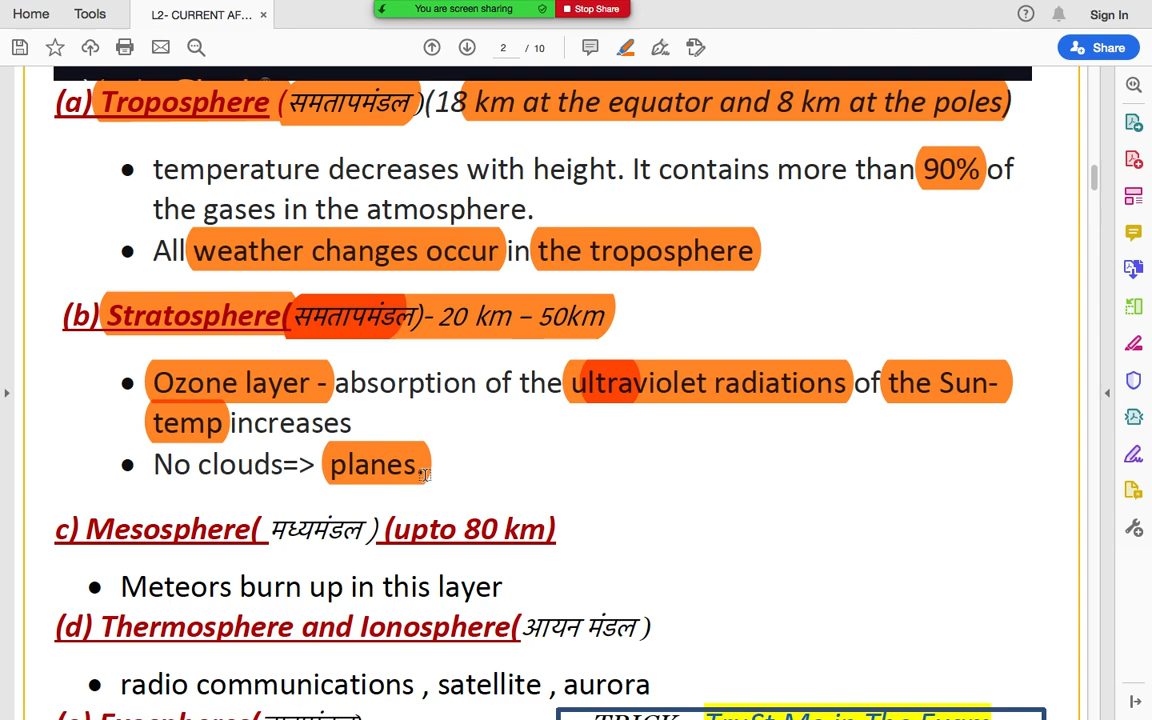 Home Tools L2- CURRENT AF... × You are screen sharing Stop Share Sign In
2 / 10 Share
(a) Troposphere (समतापमंडल )(18 km at the equator and 8 km at the poles)
• temperature decreases with height. It contains more than 90% of
the gases in the atmosphere.
• All weather changes occur in the troposphere
(b) Stratosphere(समतापमंडल)- 20 km – 50km
• Ozone layer - absorption of the ultraviolet radiations of the Sun-
temp increases
• No clouds=> planes.
c) Mesosphere( मध्यमंडल ) (upto 80 km)
• Meteors burn up in this layer
(d) Thermosphere and Ionosphere(आयन मंडल )
• radio communications , satellite , aurora